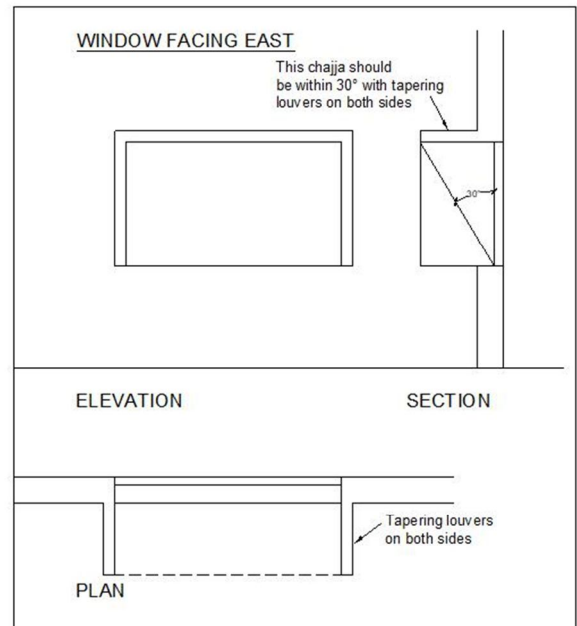 WINDOW FACING EAST
This chajja should
be within 30° with tapering
louvers on both sides
30°
ELEVATION
SECTION
Tapering louvers
on both sides
PLAN